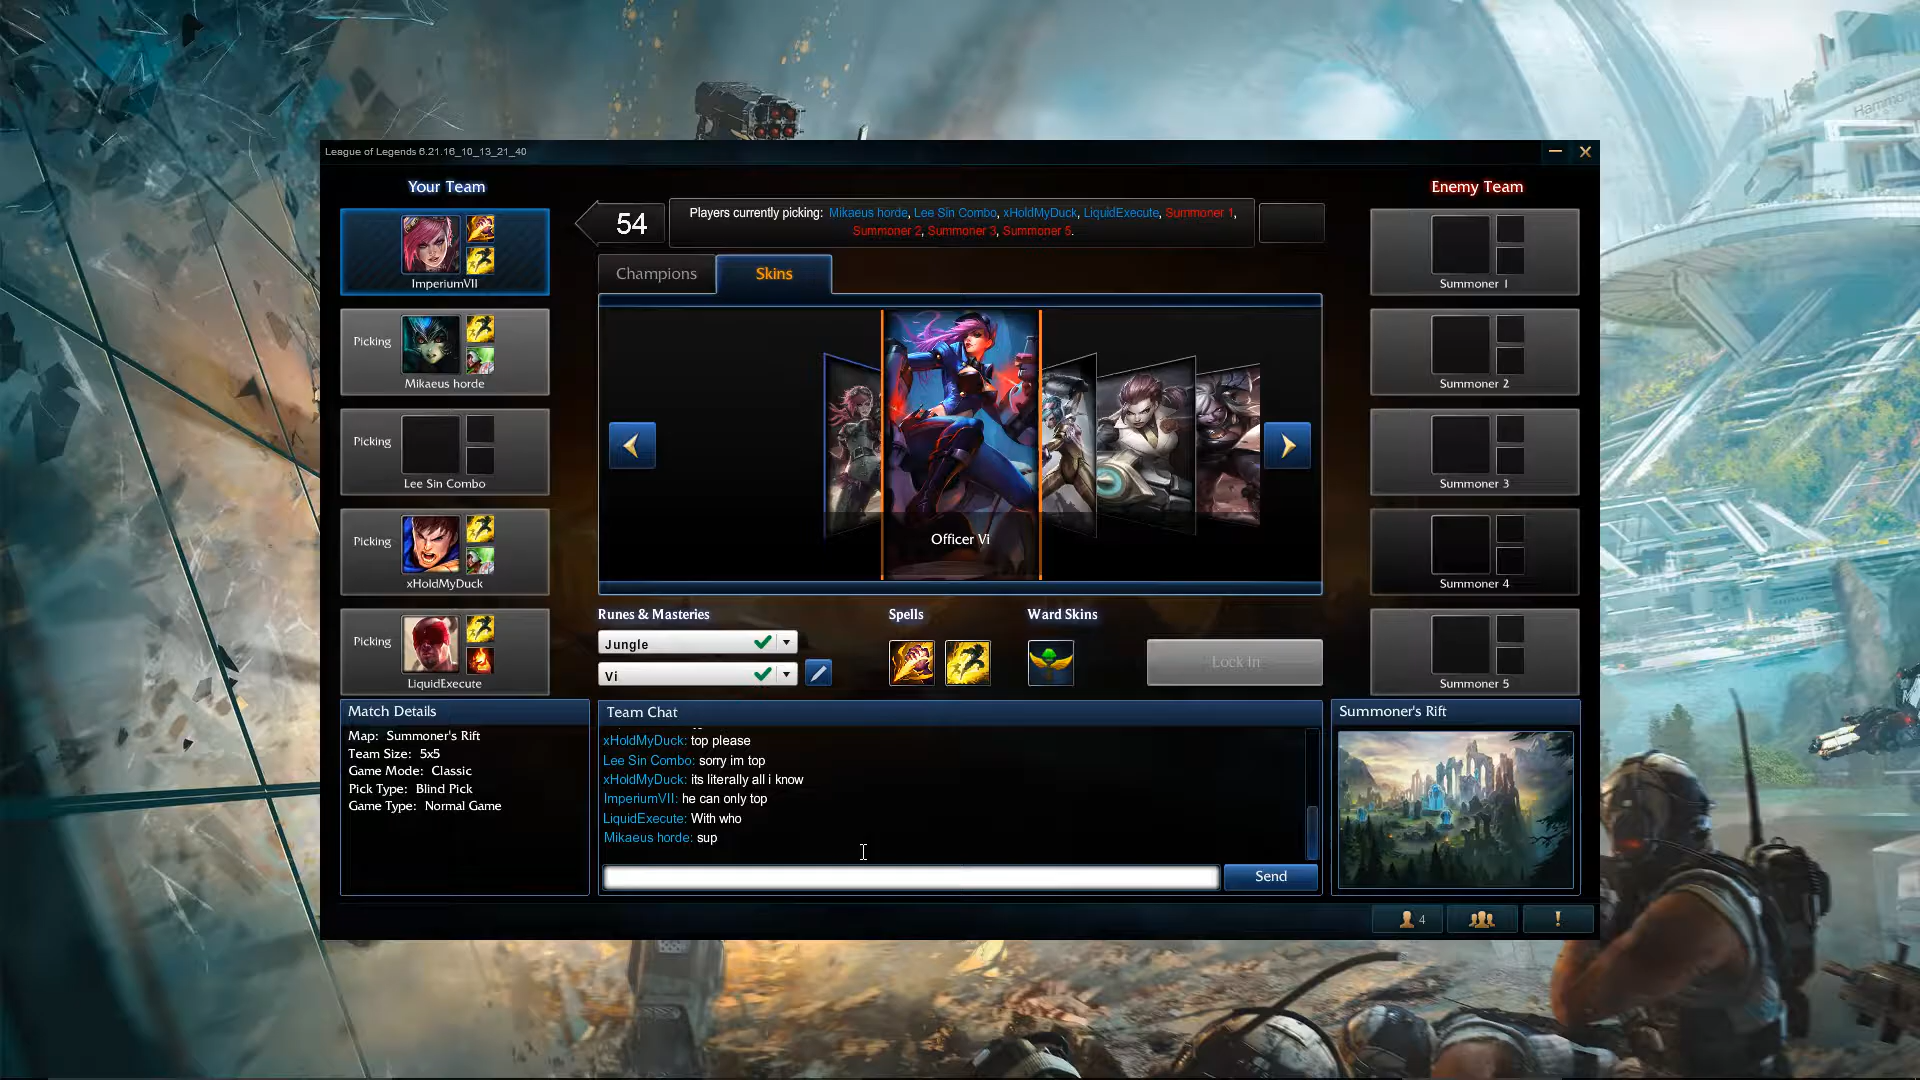 League of Legends 6.21.16_10_13_21_40
Your Team
Enemy Team
54
Players currently picking: Mikaeus horde, Lee Sin Combo, xHoldMyDuck, LiquidExecute, Summoner 1,
Summoner 2, Summoner 3, Summoner 5.
Champions
Skins
ImperiumVII
Picking
Mikaeus horde
Picking
Lee Sin Combo
Picking
xHoldMyDuck
Picking
LiquidExecute
Officer Vi
Summoner 1
Summoner 2
Summoner 3
Summoner 4
Summoner 5
Runes & Masteries
Jungle
Vi
Spells
Ward Skins
Lock In
Match Details
Map: Summoner's Rift
Team Size: 5x5
Game Mode: Classic
Pick Type: Blind Pick
Game Type: Normal Game
Team Chat
xHoldMyDuck: top please
Lee Sin Combo: sorry im top
xHoldMyDuck: its literally all i know
ImperiumVII: he can only top
LiquidExecute: With who
Mikaeus horde: sup
Send
Summoner's Rift
4